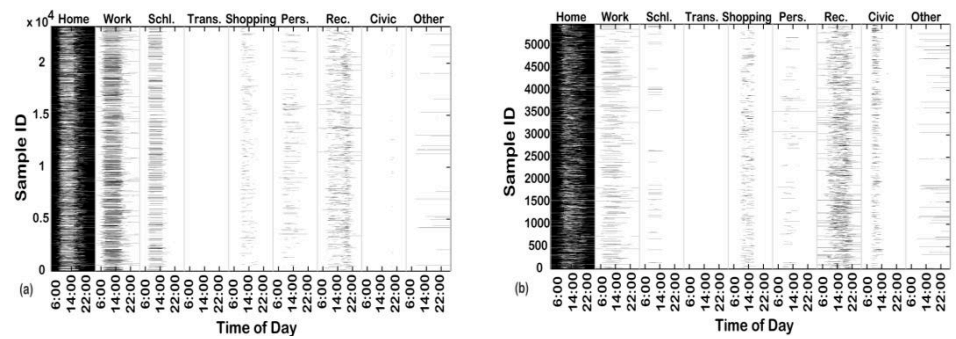 Home Work Schl. Trans. Shopping Pers. Rec. Civic Other
x 10⁴
2
1.5
1
0.5
0
Sample ID
6:00 14:00 22:00 6:00 14:00 22:00 6:00 14:00 22:00 6:00 14:00 22:00 6:00 14:00 22:00 6:00 14:00 22:00 6:00 14:00 22:00 6:00 14:00 22:00 6:00 14:00 22:00
(a)
Time of Day
Home Work Schl. Trans. Shopping Pers. Rec. Civic Other
5000
4500
4000
3500
3000
2500
2000
1500
1000
500
0
Sample ID
6:00 14:00 22:00 6:00 14:00 22:00 6:00 14:00 22:00 6:00 14:00 22:00 6:00 14:00 22:00 6:00 14:00 22:00 6:00 14:00 22:00 6:00 14:00 22:00 6:00 14:00 22:00
(b)
Time of Day